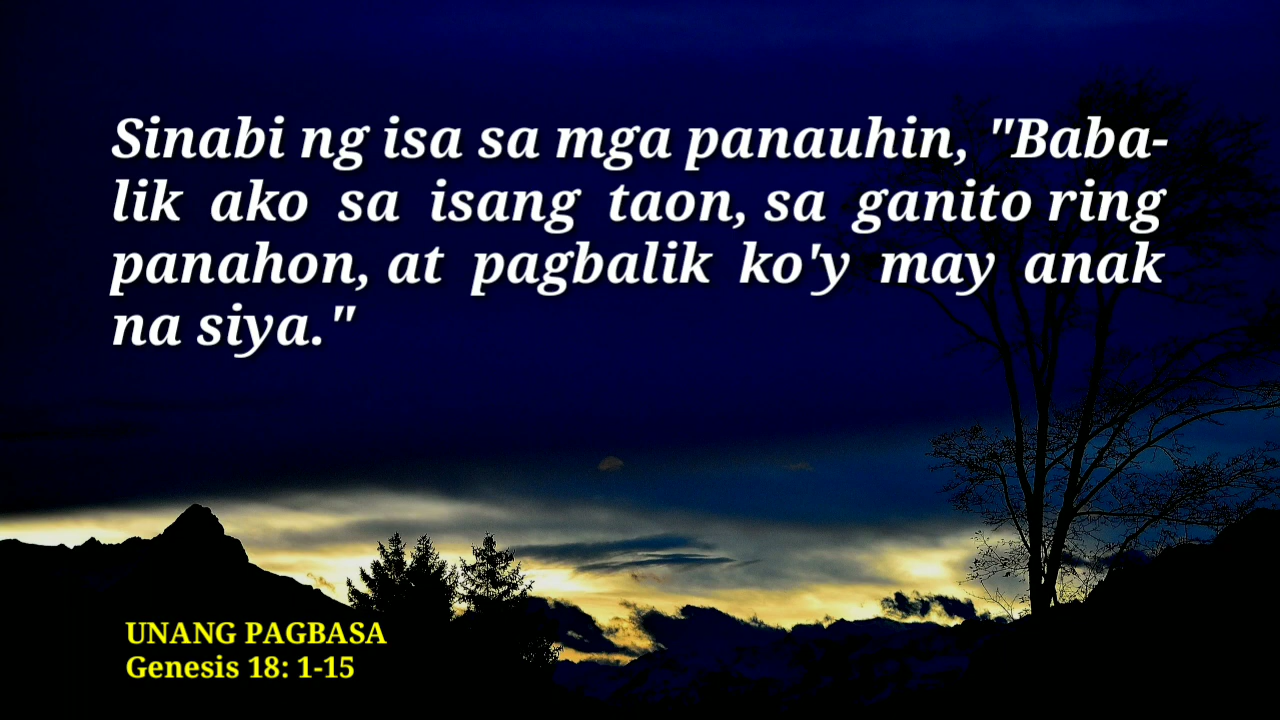 Sinabi ng isa sa mga panauhin, "Baba-
lik ako sa isang taon, sa ganito ring
panahon, at pagbalik ko'y may anak
na siya."
UNANG PAGBASA
Genesis 18: 1-15